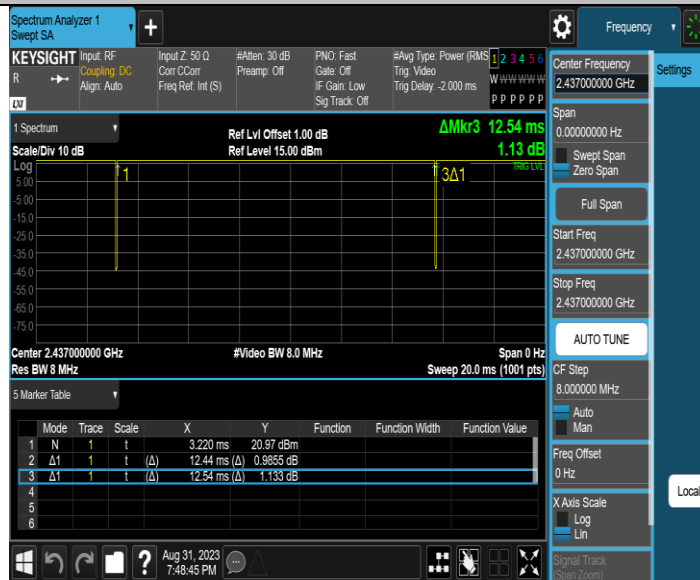 Spectrum Analyzer 1
Swept SA
+
Frequency
KEYSIGHT
R
LXI
Input: RF
Coupling: DC
Align: Auto
Input Z: 50 Ω
Corr CCorr
Freq Ref: Int (S)
#Atten: 30 dB
Preamp: Off
PNO: Fast
Gate: Off
IF Gain: Low
Sig Track: Off
#Avg Type: Power (RMS
Trig: Video
Trig Delay: -2.000 ms
1 2 3 4 5 6
W W W W W W
P P P P P P
Center Frequency
2.437000000 GHz
Settings
Span
0.00000000 Hz
Swept Span
Zero Span
Full Span
Start Freq
2.437000000 GHz
Stop Freq
2.437000000 GHz
AUTO TUNE
CF Step
8.000000 MHz
Auto
Man
Freq Offset
0 Hz
X Axis Scale
Log
Lin
Signal Track
(Span Zoom)
Local
1 Spectrum
Scale/Div 10 dB
Ref Lvl Offset 1.00 dB
Ref Level 15.00 dBm
ΔMkr3 12.54 ms
1.13 dB
Log
TRIG LVL
1
3Δ1
5.00
-5.00
-15.0
-25.0
-35.0
-45.0
-55.0
-65.0
-75.0
Center 2.437000000 GHz
#Video BW 8.0 MHz
Span 0 Hz
Res BW 8 MHz
Sweep 20.0 ms (1001 pts)
5 Marker Table
Mode Trace Scale X Y Function Function Width Function Value
1 N 1 t 3.220 ms 20.97 dBm
2 Δ1 1 t (Δ) 12.44 ms (Δ) 0.9855 dB
3 Δ1 1 t (Δ) 12.54 ms (Δ) 1.133 dB
4
5
6
?
Aug 31, 2023
7:48:45 PM